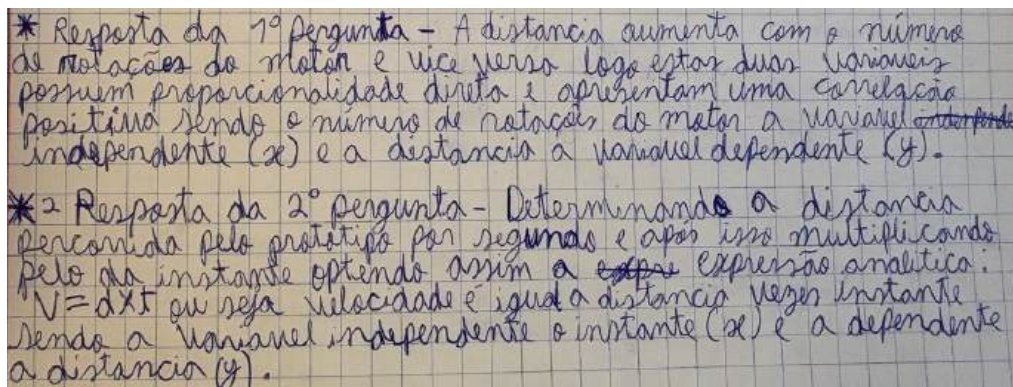 * Resposta da 1º pergunta - A distancia aumenta com o número
de rotações do motor e vice versa logo estas duas variaveis
possuem proporcionalidade direta e apresentam uma correlação
positiva sendo o número de rotações do motor a variavel
independente (x) e a distancia a variavel dependente (y).
*2 Resposta da 2º pergunta - Determinando a distancia
percorrida pelo prototipo por segundo e apos isso multiplicando
pelo da instante optendo assim a expressão analitica:
V=dxt ou seja velocidade é igual a distancia vezes instante
sendo a variavel independente o instante (x) e a dependente
a distancia (y).